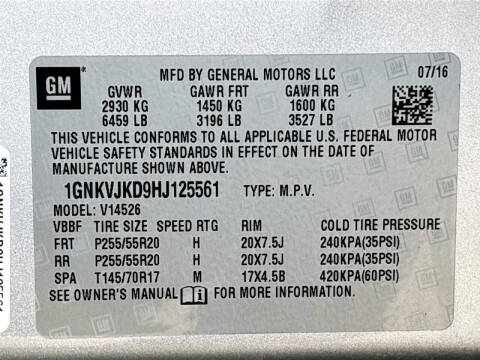 GM
MFD BY GENERAL MOTORS LLC 07/16
GVWR GAWR FRT GAWR RR
2930 KG 1450 KG 1600 KG
6459 LB 3196 LB 3527 LB
THIS VEHICLE CONFORMS TO ALL APPLICABLE U.S. FEDERAL MOTOR
VEHICLE SAFETY STANDARDS IN EFFECT ON THE DATE OF
MANUFACTURE SHOWN ABOVE.
1GNKVJKD9HJ125561 TYPE: M.P.V.
MODEL: V14526
VBBF TIRE SIZE SPEED RTG RIM COLD TIRE PRESSURE
FRT P255/55R20 H 20X7.5J 240KPA(35PSI)
RR P255/55R20 H 20X7.5J 240KPA(35PSI)
SPA T145/70R17 M 17X4.5B 420KPA(60PSI)
SEE OWNER'S MANUAL FOR MORE INFORMATION.